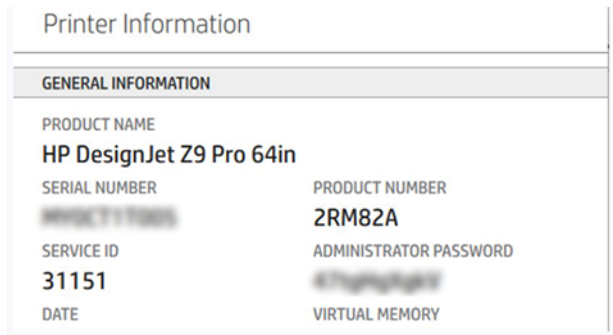 Printer Information
GENERAL INFORMATION
PRODUCT NAME
HP DesignJet Z9 Pro 64in
SERIAL NUMBER PRODUCT NUMBER
2RM82A
SERVICE ID ADMINISTRATOR PASSWORD
31151
DATE VIRTUAL MEMORY